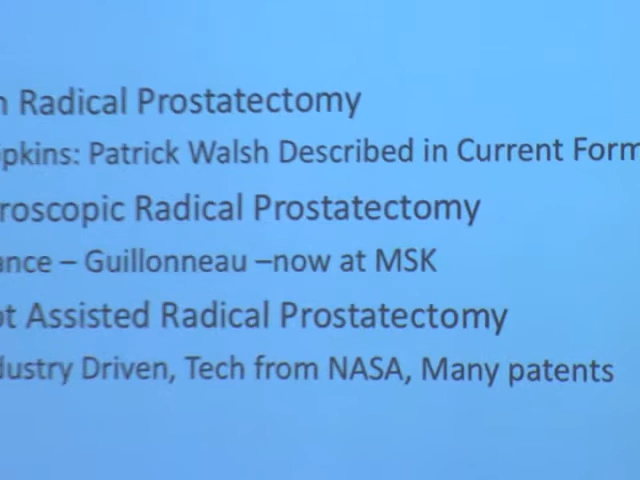 n Radical Prostatectomy
pkins: Patrick Walsh Described in Current Form
roscopic Radical Prostatectomy
ance – Guillonneau –now at MSK
ot Assisted Radical Prostatectomy
dustry Driven, Tech from NASA, Many patents